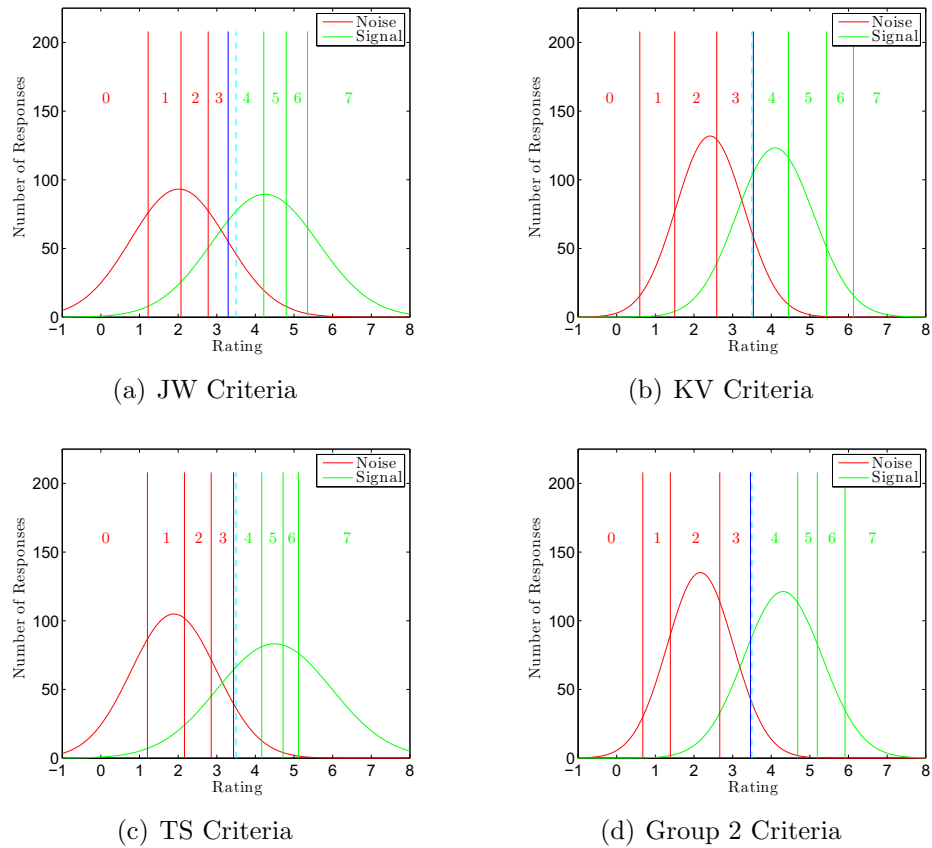 200
150
100
50
0
Number of Responses
Noise
Signal
0 1 2 3 4 5 6 7
−1 0 1 2 3 4 5 6 7 8
Rating
(a) JW Criteria
200
150
100
50
0
Number of Responses
Noise
Signal
0 1 2 3 4 5 6 7
−1 0 1 2 3 4 5 6 7 8
Rating
(b) KV Criteria
200
150
100
50
0
Number of Responses
Noise
Signal
0 1 2 3 4 5 6 7
−1 0 1 2 3 4 5 6 7 8
Rating
(c) TS Criteria
200
150
100
50
0
Number of Responses
Noise
Signal
0 1 2 3 4 5 6 7
−1 0 1 2 3 4 5 6 7 8
Rating
(d) Group 2 Criteria